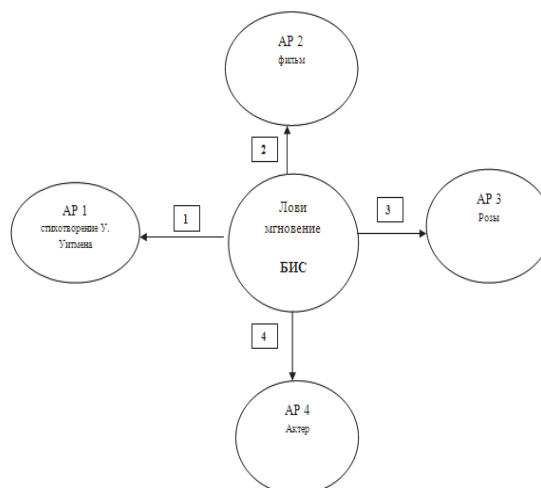 АР 2
фильм
2
АР 1
стихотворение У.
Уитмена
1
Лови
мгновение
БИС
3
АР 3
Розы
4
АР 4
Актер